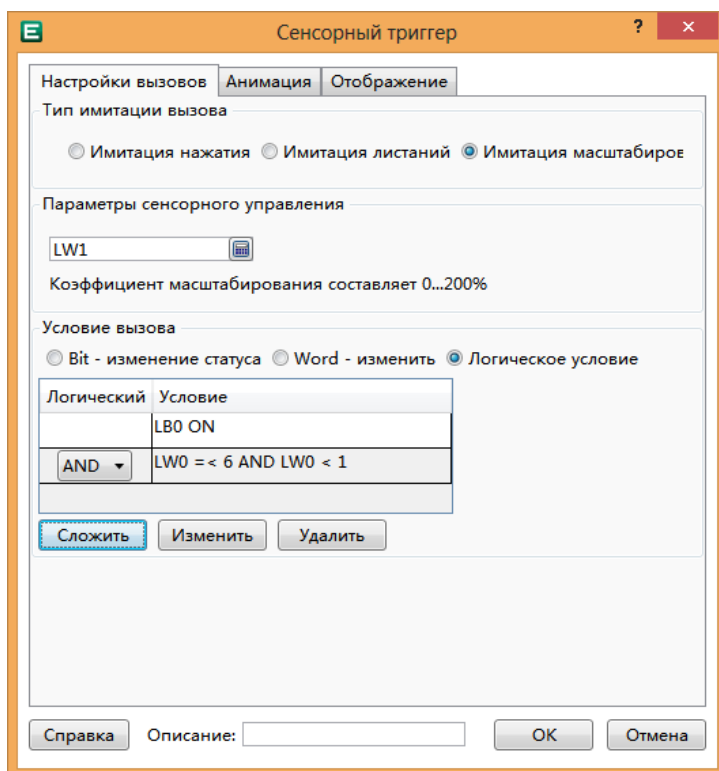 E
Сенсорный триггер
?
×
Настройки вызовов Анимация Отображение
Тип имитации вызова
Имитация нажатия Имитация листаний Имитация масштабиров
Параметры сенсорного управления
LW1
Коэффициент масштабирования составляет 0...200%
Условие вызова
Bit - изменение статуса Word - изменить Логическое условие
Логический Условие
LB0 ON
AND LW0 =< 6 AND LW0 < 1
Сложить Изменить Удалить
Справка Описание: OK Отмена